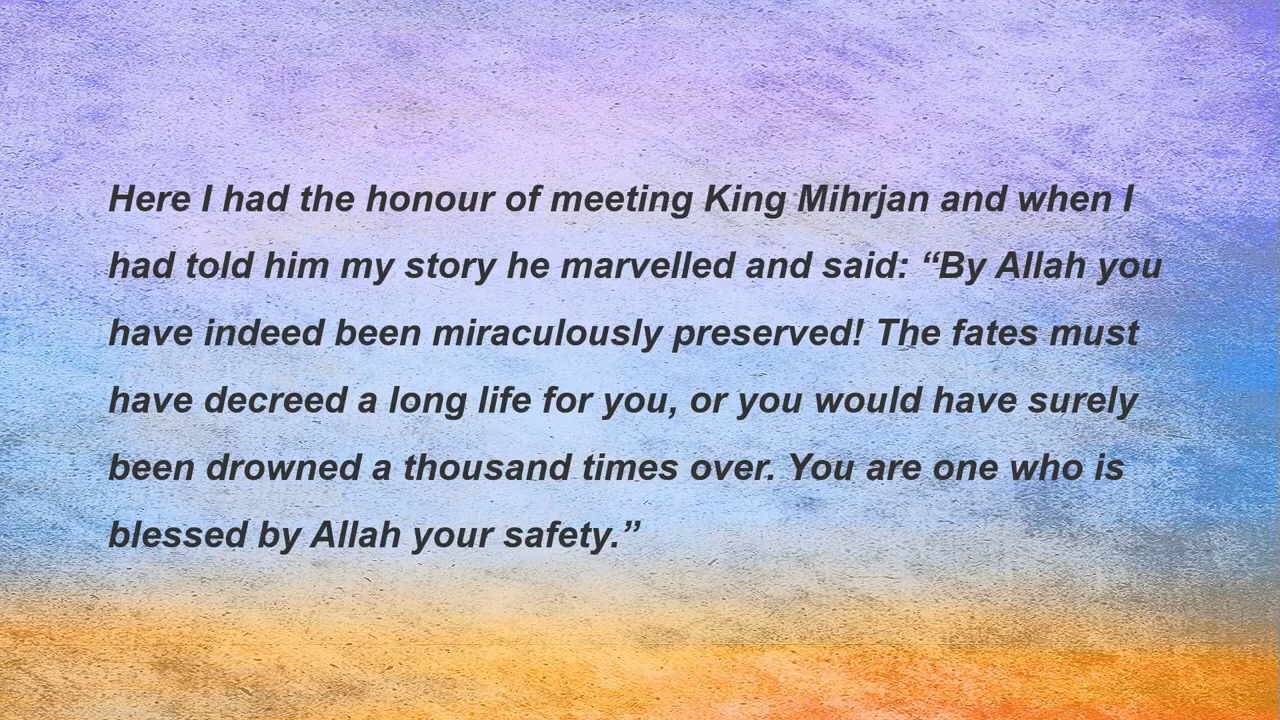 Here I had the honour of meeting King Mihrjan and when I
had told him my story he marvelled and said: “By Allah you
have indeed been miraculously preserved! The fates must
have decreed a long life for you, or you would have surely
been drowned a thousand times over. You are one who is
blessed by Allah your safety.”